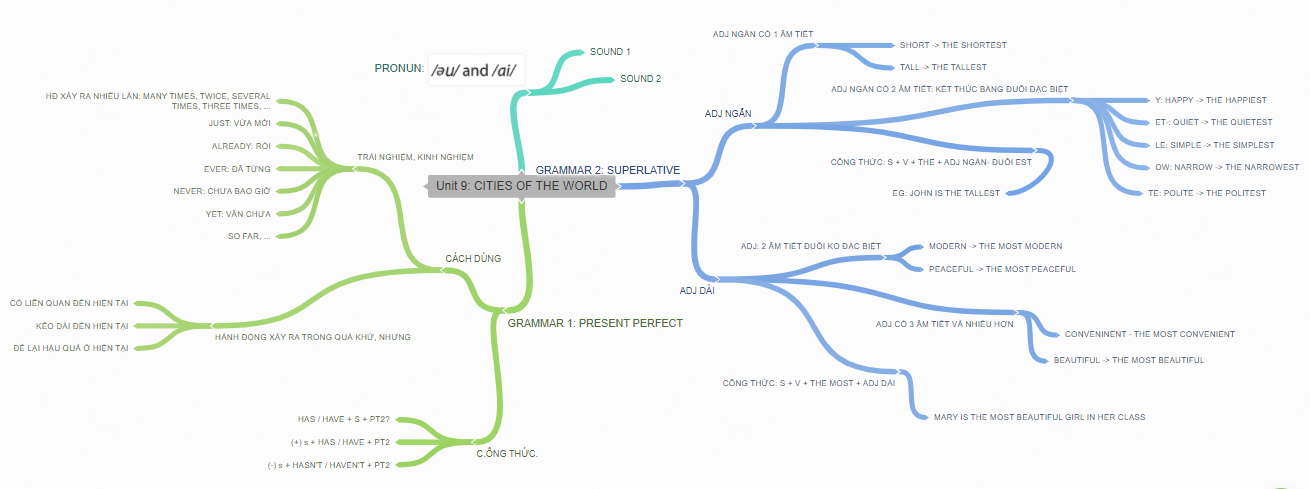 PRONUN: /əu/ and /ai/
SOUND 1
SOUND 2
Unit 9: CITIES OF THE WORLD
GRAMMAR 2: SUPERLATIVE
ADJ NGẮN
ADJ NGẮN CÓ 1 ÂM TIẾT
SHORT -> THE SHORTEST
TALL -> THE TALLEST
ADJ NGẮN CÓ 2 ÂM TIẾT: KẾT THÚC BẰNG ĐUÔI ĐẶC BIỆT
Y: HAPPY -> THE HAPPIEST
ET-: QUIET -> THE QUIETEST
LE: SIMPLE -> THE SIMPLEST
OW: NARROW -> THE NARROWEST
TE: POLITE -> THE POLITEST
CÔNG THỨC: S + V + THE + ADJ NGẮN- ĐUÔI EST
EG: JOHN IS THE TALLEST
ADJ DÀI
ADJ: 2 ÂM TIẾT ĐUÔI KO ĐẶC BIỆT
MODERN -> THE MOST MODERN
PEACEFUL -> THE MOST PEACEFUL
ADJ CÓ 3 ÂM TIẾT VÀ NHIỀU HƠN
CONVENINENT - THE MOST CONVENIENT
BEAUTIFUL -> THE MOST BEAUTIFUL
CÔNG THỨC: S + V + THE MOST + ADJ DÀI
MARY IS THE MOST BEAUTIFUL GIRL IN HER CLASS
GRAMMAR 1: PRESENT PERFECT
CÁCH DÙNG
TRẢI NGHIỆM, KINH NGHIỆM
HĐ XẢY RA NHIỀU LẦN: MANY TIMES, TWICE, SEVERAL
TIMES, THREE TIMES, ...
JUST: VỪA MỚI
ALREADY: RỒI
EVER: ĐÃ TỪNG
NEVER: CHƯA BAO GIỜ
YET: VẪN CHƯA
SO FAR, ...
HÀNH ĐỘNG XẢY RA TRONG QUÁ KHỨ, NHƯNG
CÓ LIÊN QUAN ĐẾN HIỆN TẠI
KÉO DÀI ĐẾN HIỆN TẠI
ĐỂ LẠI HẬU QUẢ Ở HIỆN TẠI
C.ÔNG THỨC.
HAS / HAVE + S + PT2?
(+) s + HAS / HAVE + PT2
(-) s + HASN'T / HAVEN'T + PT2